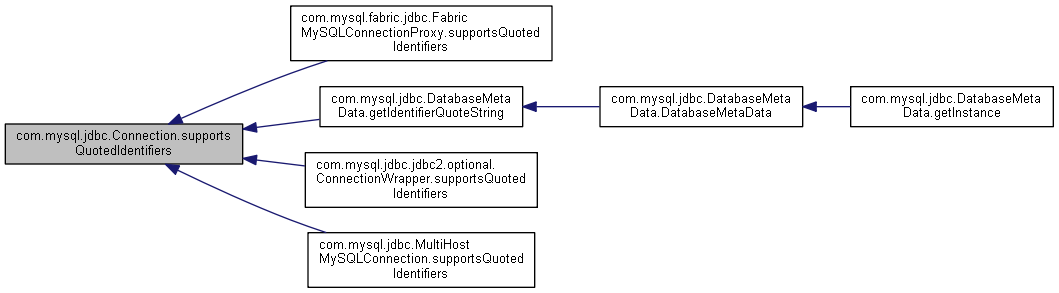 com.mysql.fabric.jdbc.Fabric
MySQLConnectionProxy.supportsQuoted
Identifiers
com.mysql.jdbc.DatabaseMeta
Data.getIdentifierQuoteString
com.mysql.jdbc.DatabaseMeta
Data.DatabaseMetaData
com.mysql.jdbc.DatabaseMeta
Data.getInstance
com.mysql.jdbc.Connection.supports
QuotedIdentifiers
com.mysql.jdbc.jdbc2.optional.
ConnectionWrapper.supportsQuoted
Identifiers
com.mysql.jdbc.MultiHost
MySQLConnection.supportsQuoted
Identifiers